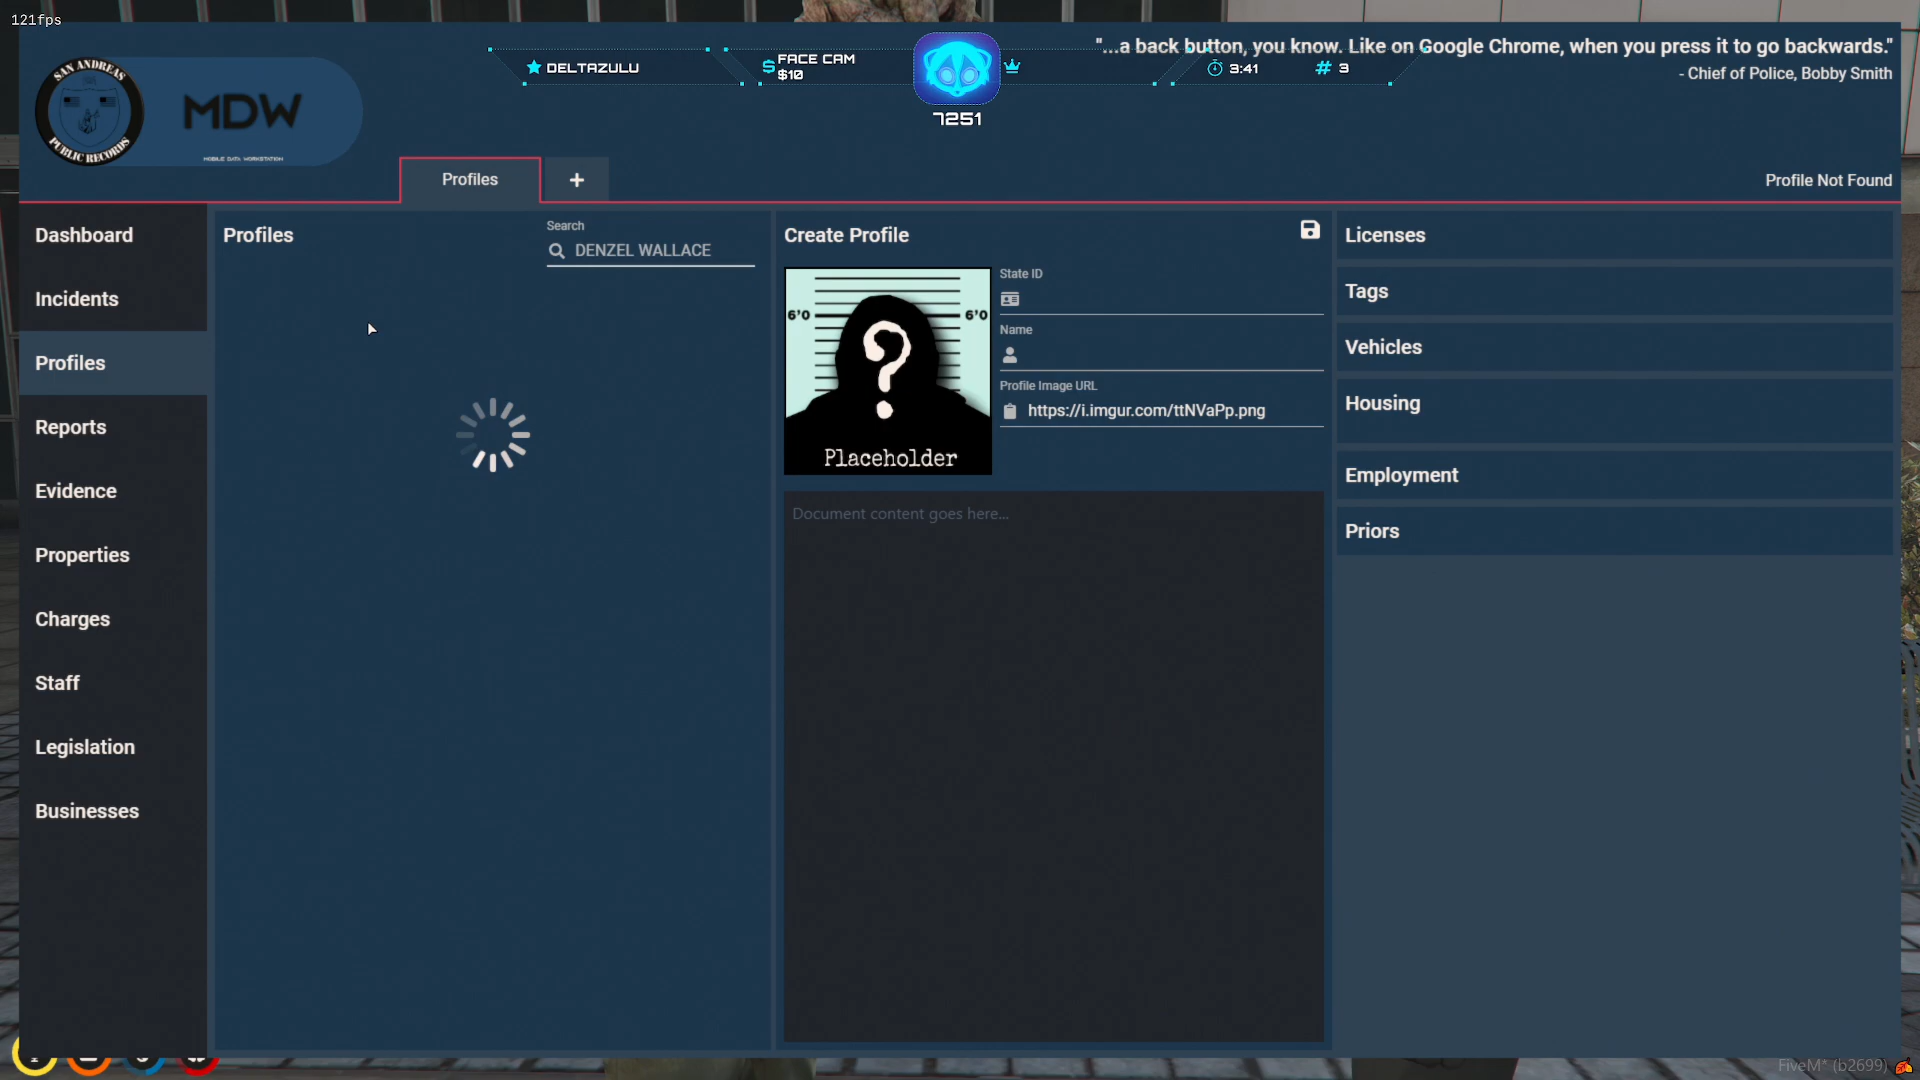 121fps
"...a back button, you know. Like on Google Chrome, when you press it to go backwards."
- Chief of Police, Bobby Smith
DELTAZULU
FACE CAM
$10
3:41
# 3
7251
SAN ANDREAS
PUBLIC RECORDS
MDW
MOBILE DATA WORKSTATION
Profiles
+
Profile Not Found
Dashboard
Incidents
Profiles
Reports
Evidence
Properties
Charges
Staff
Legislation
Businesses
Profiles
Search
DENZEL WALLACE
Create Profile
6'0
6'0
?
Placeholder
State ID
Name
Profile Image URL
https://i.imgur.com/ttNVaPp.png
Document content goes here...
Licenses
Tags
Vehicles
Housing
Employment
Priors
FiveM* (b2699)